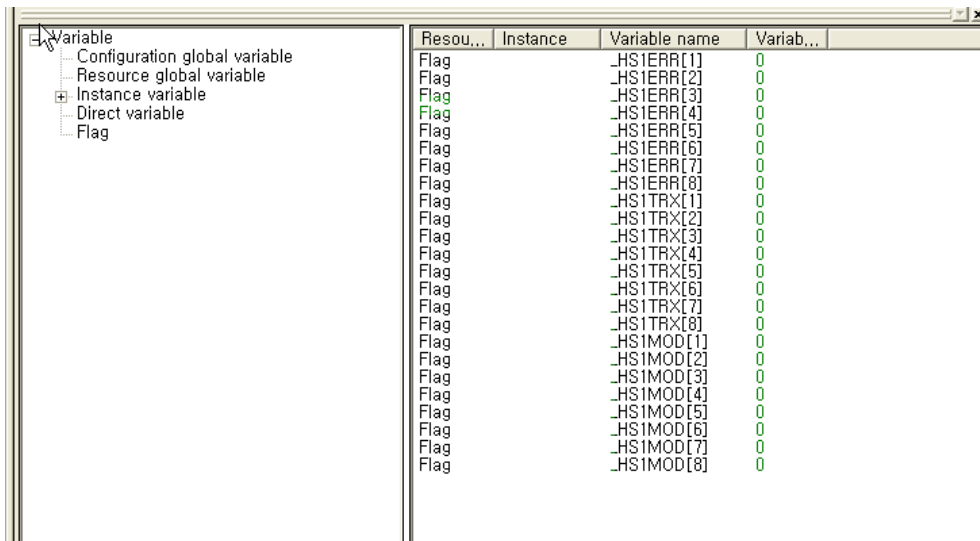 Variable
Configuration global variable
Resource global variable
Instance variable
Direct variable
Flag
Resou,,, Instance Variable name Variab,,,
Flag _HS1ERR[1] 0
Flag _HS1ERR[2] 0
Flag _HS1ERR[3] 0
Flag _HS1ERR[4] 0
Flag _HS1ERR[5] 0
Flag _HS1ERR[6] 0
Flag _HS1ERR[7] 0
Flag _HS1ERR[8] 0
Flag _HS1TRX[1] 0
Flag _HS1TRX[2] 0
Flag _HS1TRX[3] 0
Flag _HS1TRX[4] 0
Flag _HS1TRX[5] 0
Flag _HS1TRX[6] 0
Flag _HS1TRX[7] 0
Flag _HS1TRX[8] 0
Flag _HS1MOD[1] 0
Flag _HS1MOD[2] 0
Flag _HS1MOD[3] 0
Flag _HS1MOD[4] 0
Flag _HS1MOD[5] 0
Flag _HS1MOD[6] 0
Flag _HS1MOD[7] 0
Flag _HS1MOD[8] 0